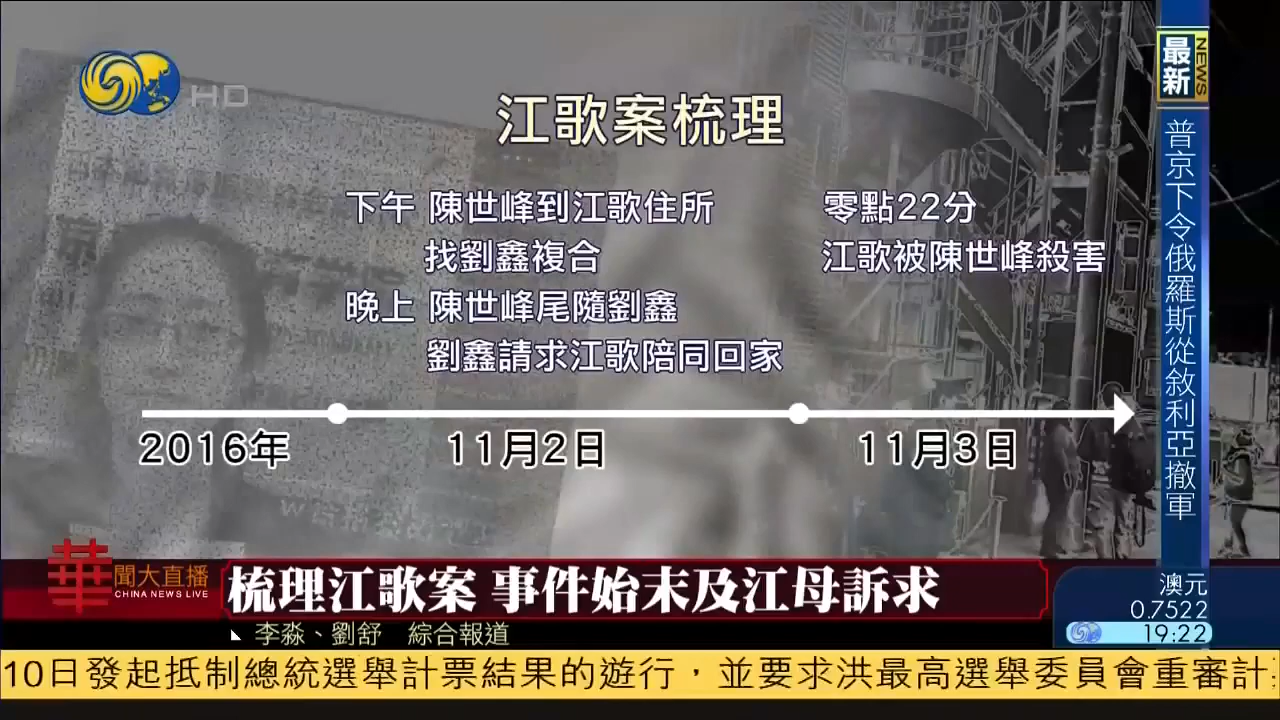 HD
江歌案梳理
下午 陳世峰到江歌住所
找劉鑫複合
晚上 陳世峰尾隨劉鑫
劉鑫請求江歌陪同回家
零點22分
江歌被陳世峰殺害
2016年
11月2日
11月3日
最新
NEWS
普京下令俄羅斯從敘利亞撤軍
華聞大直播
CHINA NEWS LIVE
梳理江歌案 事件始末及江母訴求
李淼、劉舒 綜合報道
澳元
0.7522
19:22
10日發起抵制總統選舉計票結果的遊行，並要求洪最高選舉委員會重審計